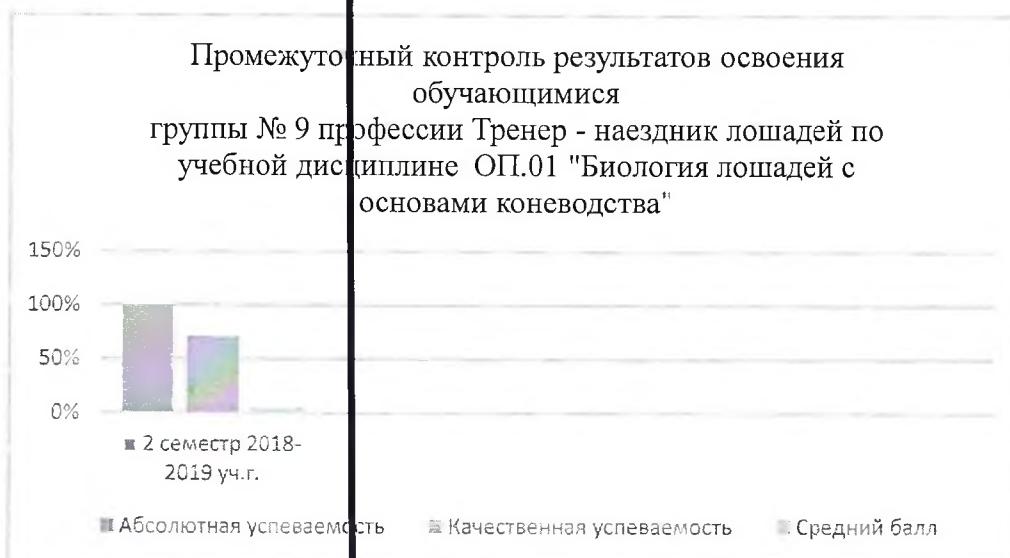 Промежуточный контроль результатов освоения
обучающимися
группы № 9 профессии Тренер - наездник лошадей по
учебной дисциплине ОП.01 "Биология лошадей с
основами коневодства"
150%
100%
50%
0%
2 семестр 2018-
2019 уч.г.
Абсолютная успеваемость Качественная успеваемость Средний балл